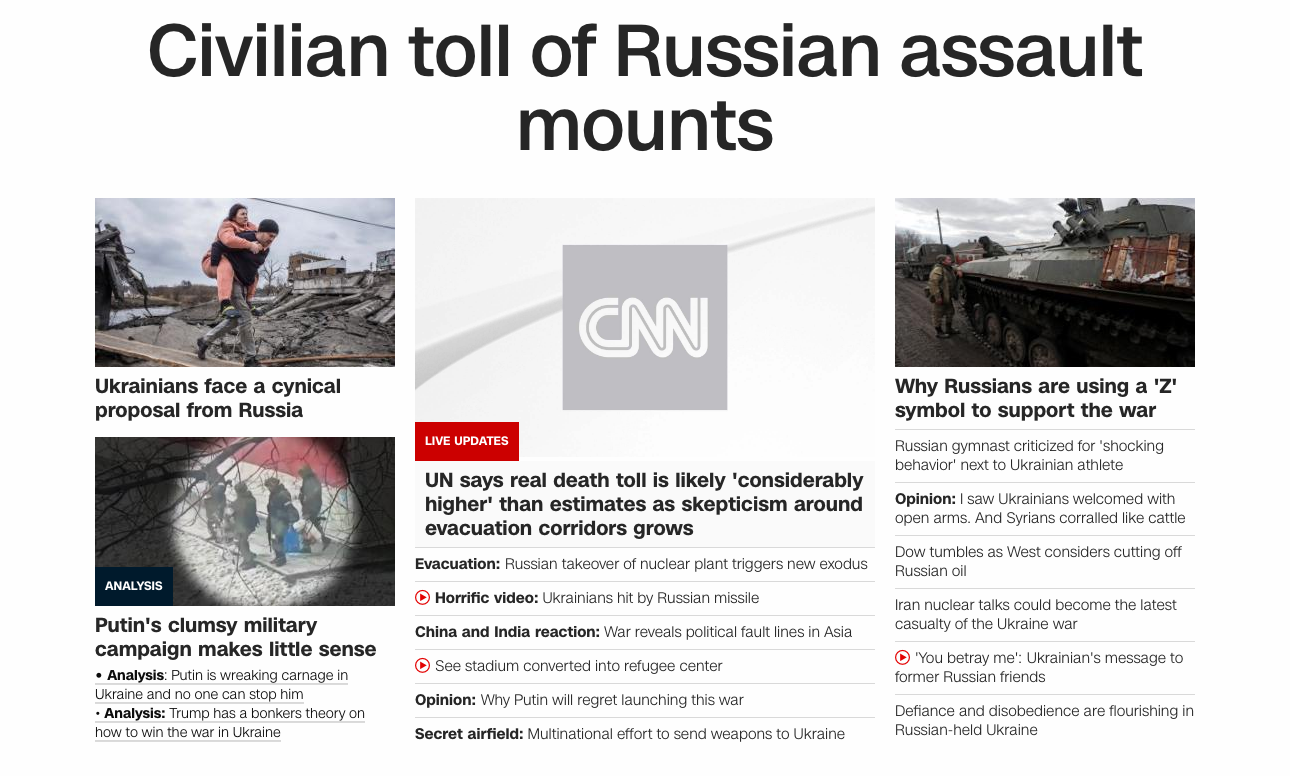 Civilian toll of Russian assault
mounts
Ukrainians face a cynical
proposal from Russia
ANALYSIS
Putin's clumsy military
campaign makes little sense
• Analysis: Putin is wreaking carnage in
Ukraine and no one can stop him
• Analysis: Trump has a bonkers theory on
how to win the war in Ukraine
CNN
LIVE UPDATES
UN says real death toll is likely 'considerably
higher' than estimates as skepticism around
evacuation corridors grows
Evacuation: Russian takeover of nuclear plant triggers new exodus
Horrific video: Ukrainians hit by Russian missile
China and India reaction: War reveals political fault lines in Asia
See stadium converted into refugee center
Opinion: Why Putin will regret launching this war
Secret airfield: Multinational effort to send weapons to Ukraine
Why Russians are using a 'Z'
symbol to support the war
Russian gymnast criticized for 'shocking
behavior' next to Ukrainian athlete
Opinion: I saw Ukrainians welcomed with
open arms. And Syrians corralled like cattle
Dow tumbles as West considers cutting off
Russian oil
Iran nuclear talks could become the latest
casualty of the Ukraine war
'You betray me': Ukrainian's message to
former Russian friends
Defiance and disobedience are flourishing in
Russian-held Ukraine